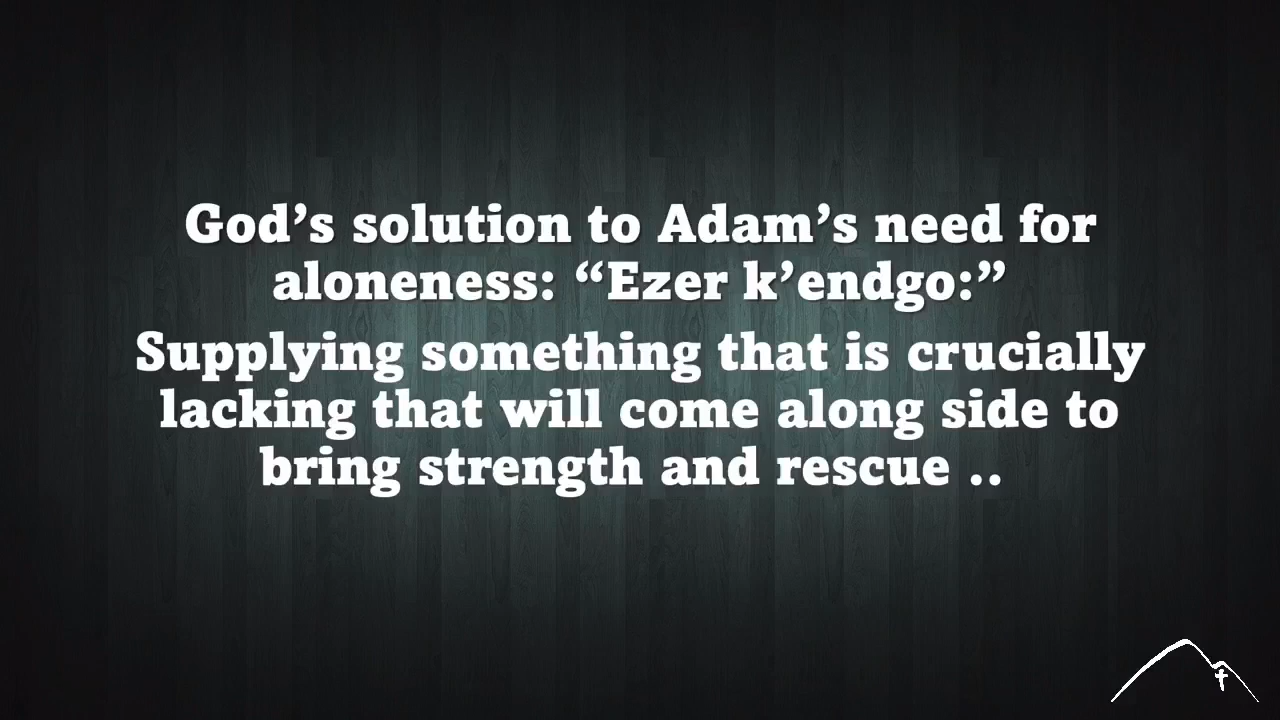 God’s solution to Adam’s need for
aloneness: “Ezer k’endgo:”
Supplying something that is crucially
lacking that will come along side to
bring strength and rescue ..